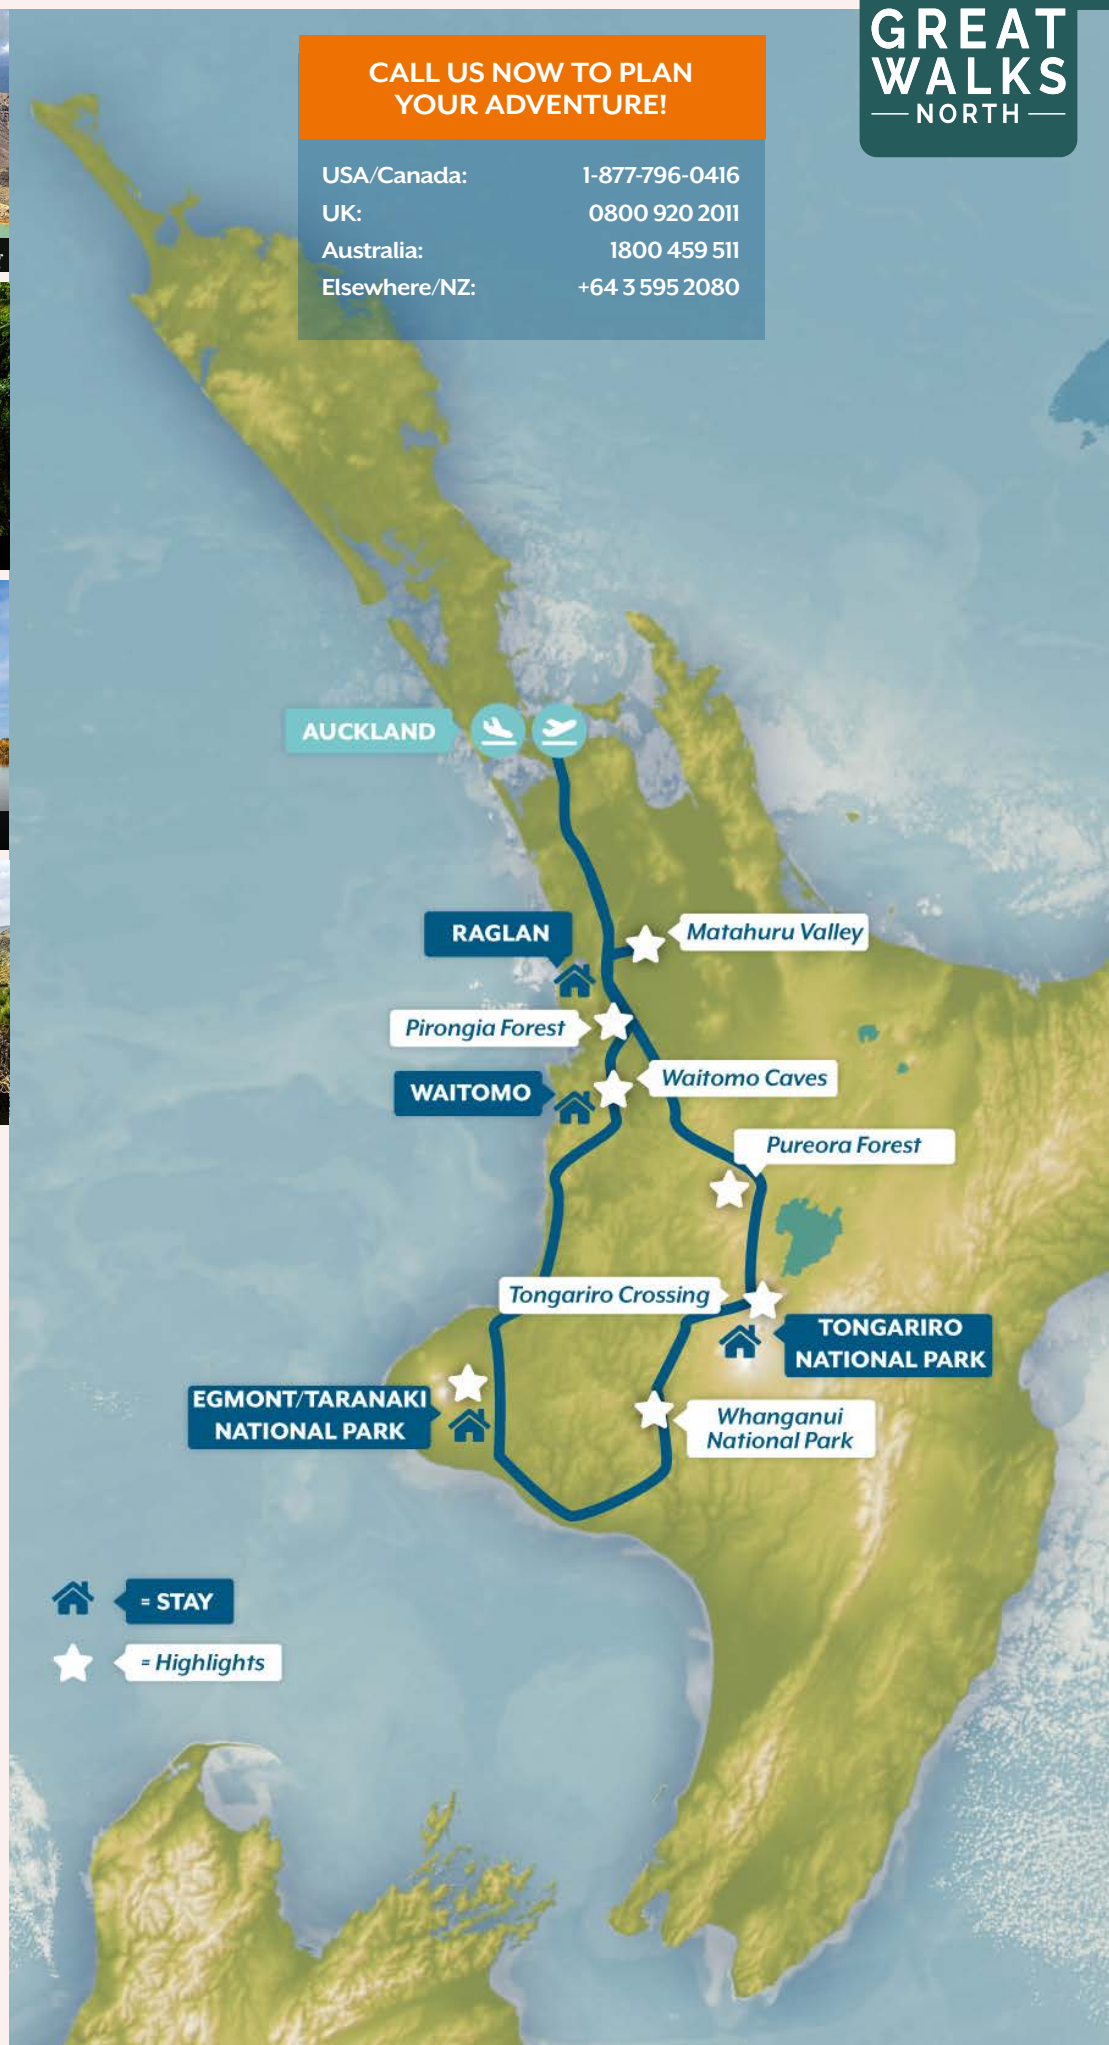 GREAT
WALKS
NORTH
CALL US NOW TO PLAN
YOUR ADVENTURE!
USA/Canada: 1-877-796-0416
UK: 0800 920 2011
Australia: 1800 459 511
Elsewhere/NZ: +64 3 595 2080
AUCKLAND
RAGLAN
Matahuru Valley
Pirongia Forest
Waitomo Caves
WAITOMO
Pureora Forest
Tongariro Crossing
TONGARIRO
NATIONAL PARK
EGMONT/TARANAKI
NATIONAL PARK
Whanganui
National Park
= STAY
= Highlights